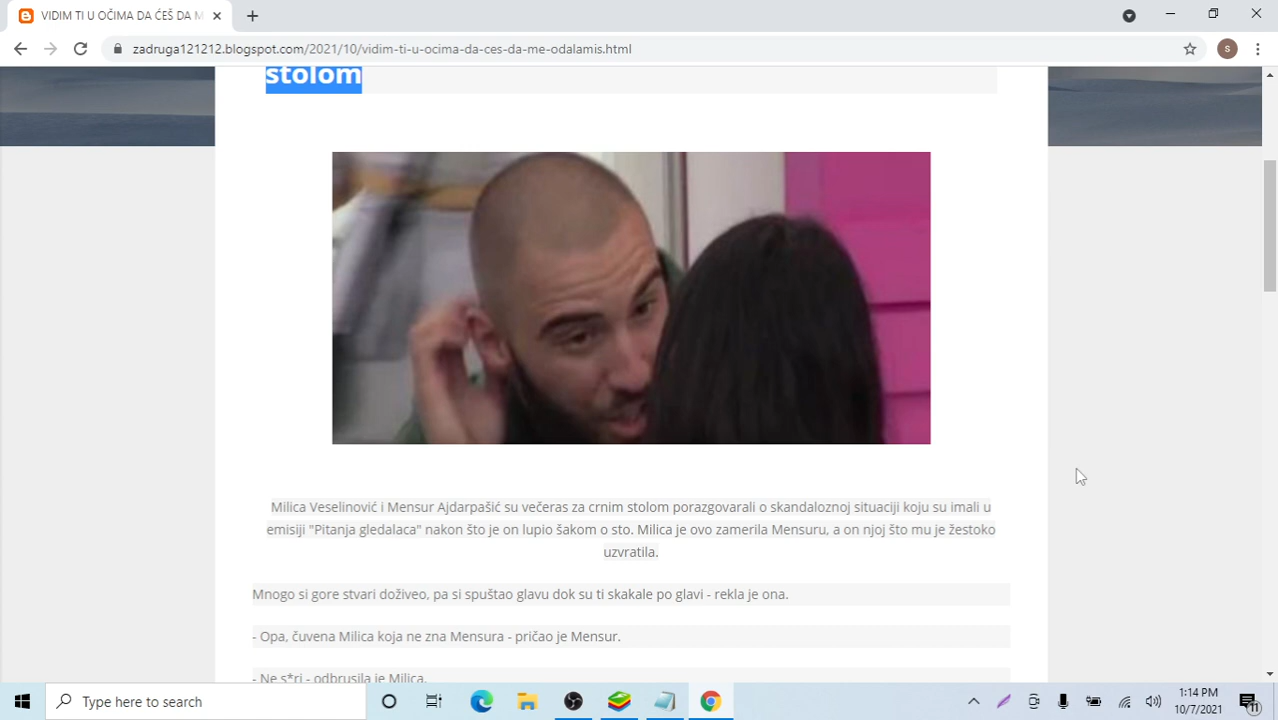 VIDIM TI U OČIMA DA ĆEŠ DA M
zadruga121212.blogspot.com/2021/10/vidim-ti-u-ocima-da-ces-da-me-odalamis.html
S
stolom
Milica Veselinović i Mensur Ajdarpašić su večeras za crnim stolom porazgovarali o skandaloznoj situaciji koju su imali u
emisiji "Pitanja gledalaca" nakon što je on lupio šakom o sto. Milica je ovo zamerila Mensuru, a on njoj što mu je žestoko
uzvratila.
Mnogo si gore stvari doživeo, pa si spuštao glavu dok su ti skakale po glavi - rekla je ona.
- Opa, čuvena Milica koja ne zna Mensura - pričao je Mensur.
- Ne s*ri - odbrusila je Milica.
Type here to search
1:14 PM
10/7/2021
11